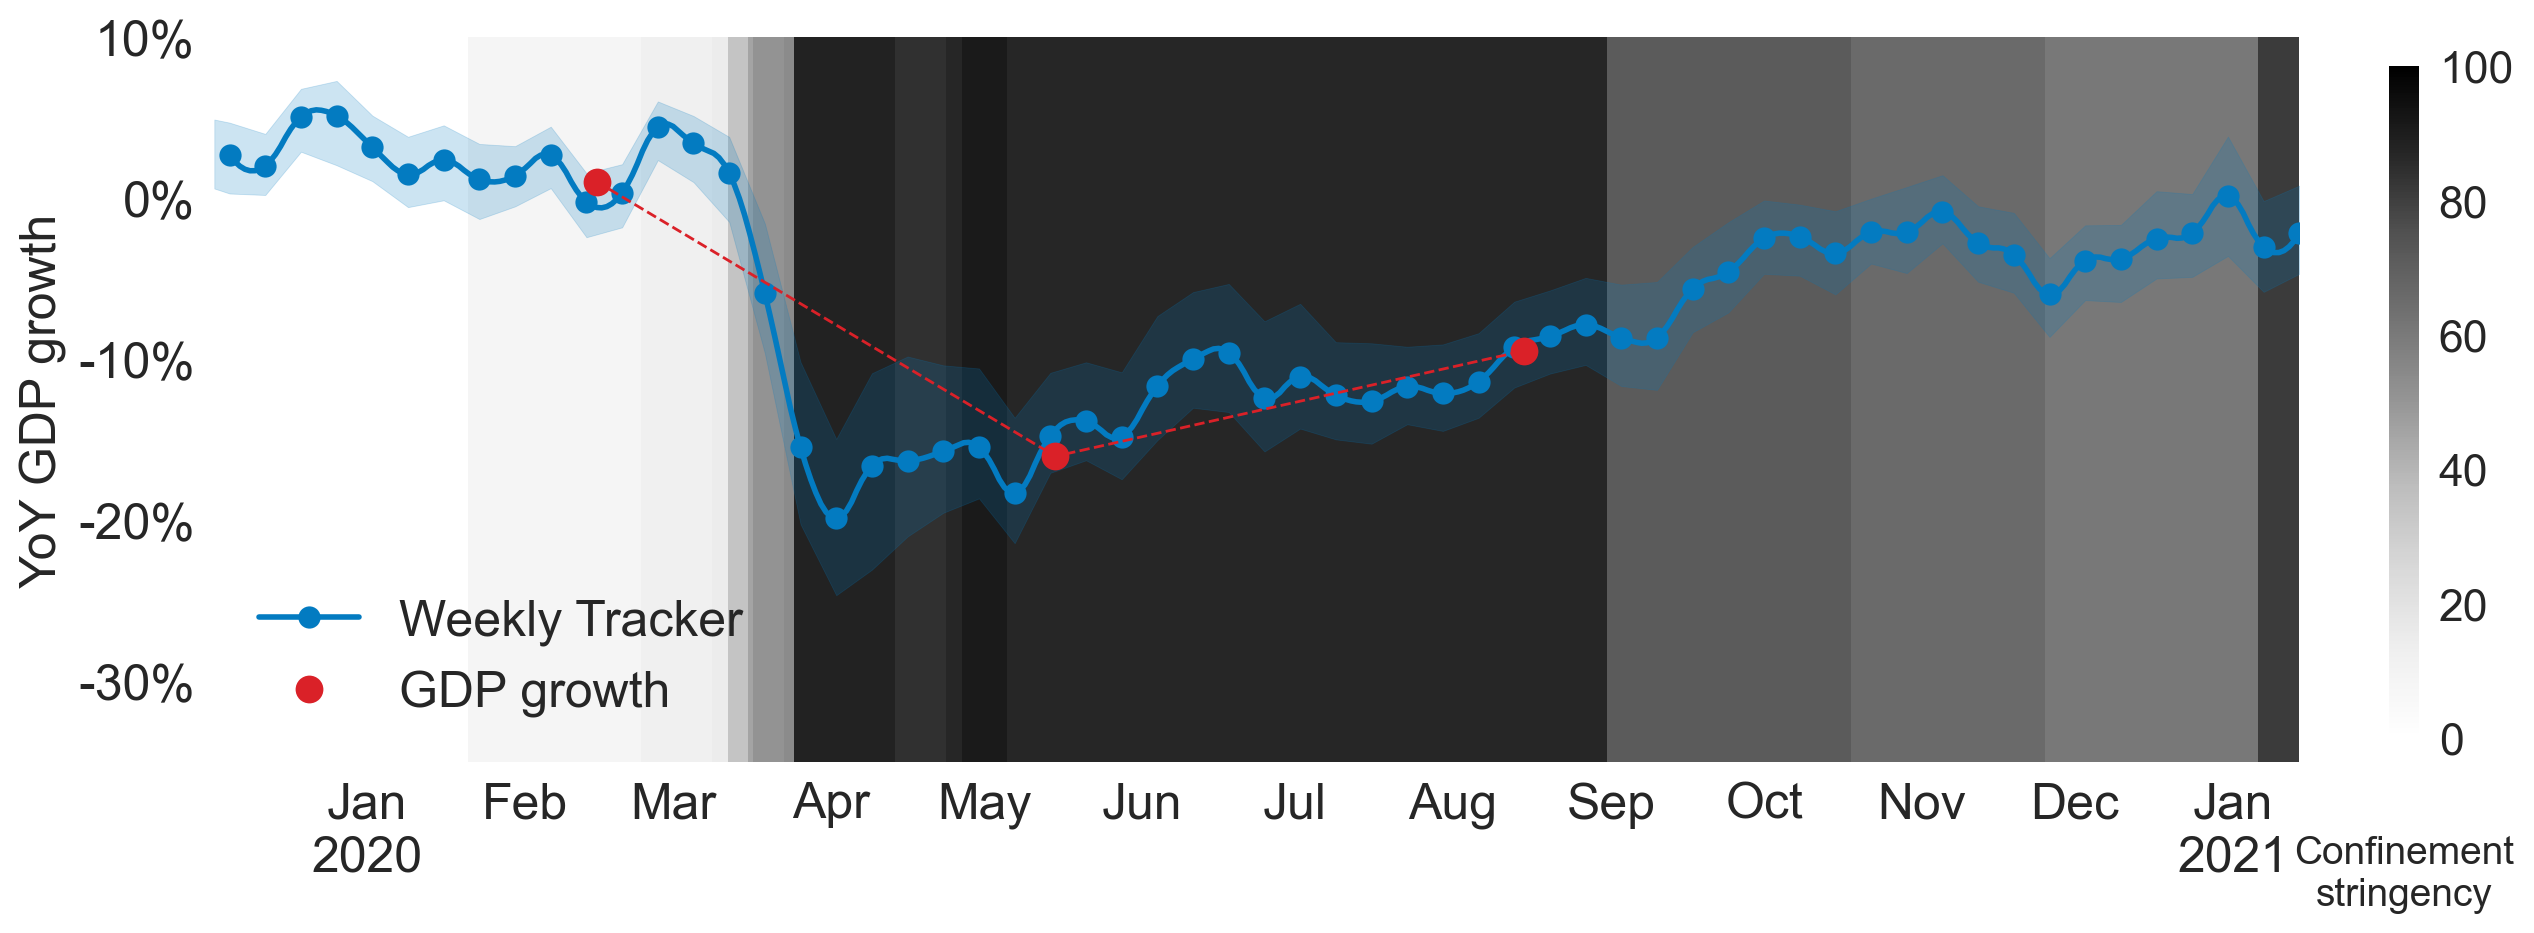 10%
0%
-10%
-20%
-30%
YoY GDP growth
Weekly Tracker
GDP growth
Jan Feb Mar Apr May Jun Jul Aug Sep Oct Nov Dec Jan
2020 2021
100
80
60
40
20
0
Confinement
stringency